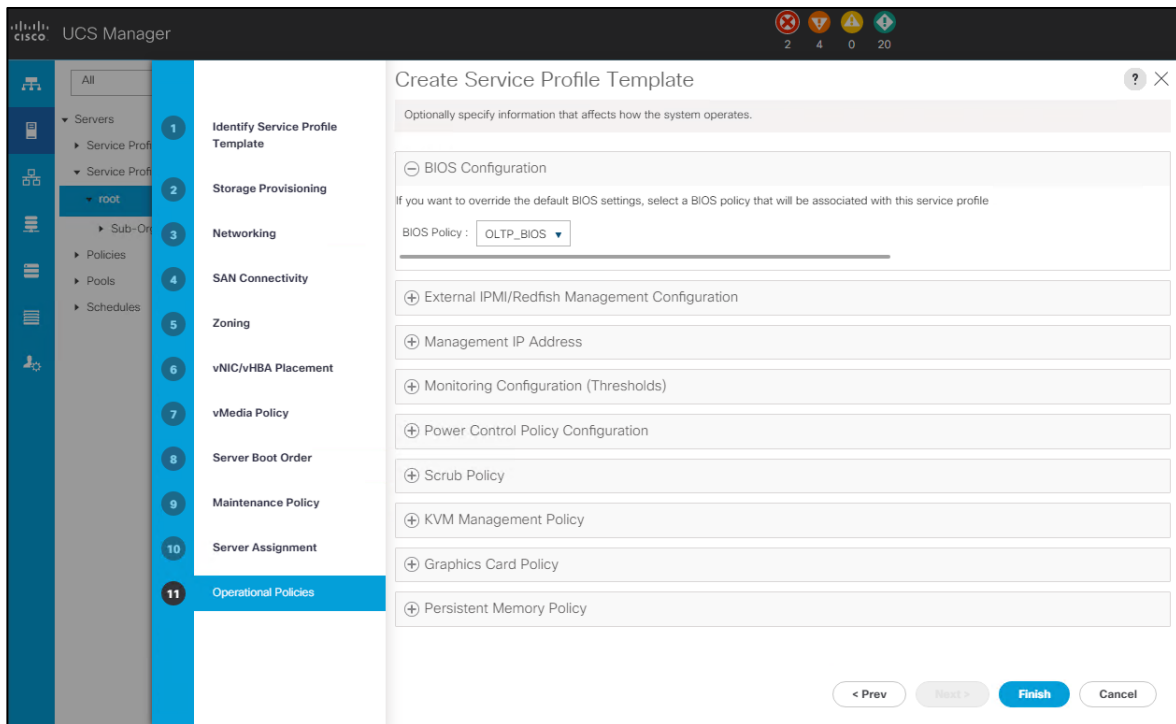 cisco
UCS Manager
2
4
0
20
All
Servers
Service Profi
Service Profi
root
Sub-Org
Policies
Pools
Schedules
1
Identify Service Profile
Template
2
Storage Provisioning
3
Networking
4
SAN Connectivity
5
Zoning
6
vNIC/vHBA Placement
7
vMedia Policy
8
Server Boot Order
9
Maintenance Policy
10
Server Assignment
11
Operational Policies
Create Service Profile Template
?
Optionally specify information that affects how the system operates.
BIOS Configuration
If you want to override the default BIOS settings, select a BIOS policy that will be associated with this service profile
BIOS Policy : OLTP_BIOS
External IPMI/Redfish Management Configuration
Management IP Address
Monitoring Configuration (Thresholds)
Power Control Policy Configuration
Scrub Policy
KVM Management Policy
Graphics Card Policy
Persistent Memory Policy
< Prev
Next >
Finish
Cancel